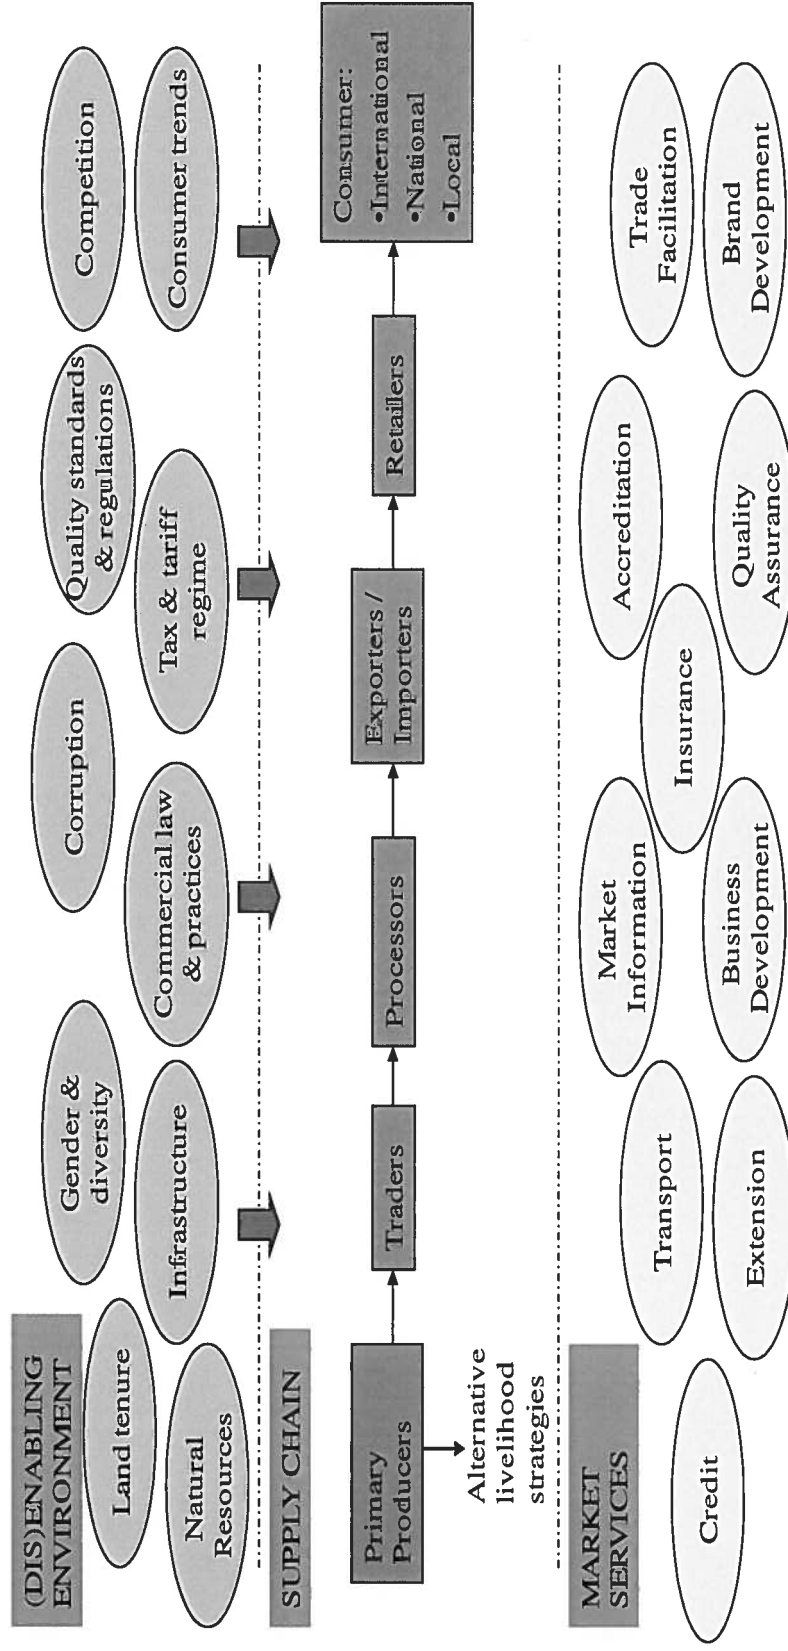 (DIS)ENABLING
ENVIRONMENT
Land tenure
Natural
Resources
Gender &
diversity
Infrastructure
Corruption
Commercial law
& practices
Quality standards
& regulations
Tax & tariff
regime
Competition
Consumer trends
SUPPLY CHAIN
Primary
Producers
Traders
Processors
Exporters /
Importers
Retailers
Consumer:
•International
•National
•Local
Alternative
livelihood
strategies
MARKET
SERVICES
Credit
Transport
Extension
Market
Information
Business
Development
Insurance
Accreditation
Quality
Assurance
Trade
Facilitation
Brand
Development